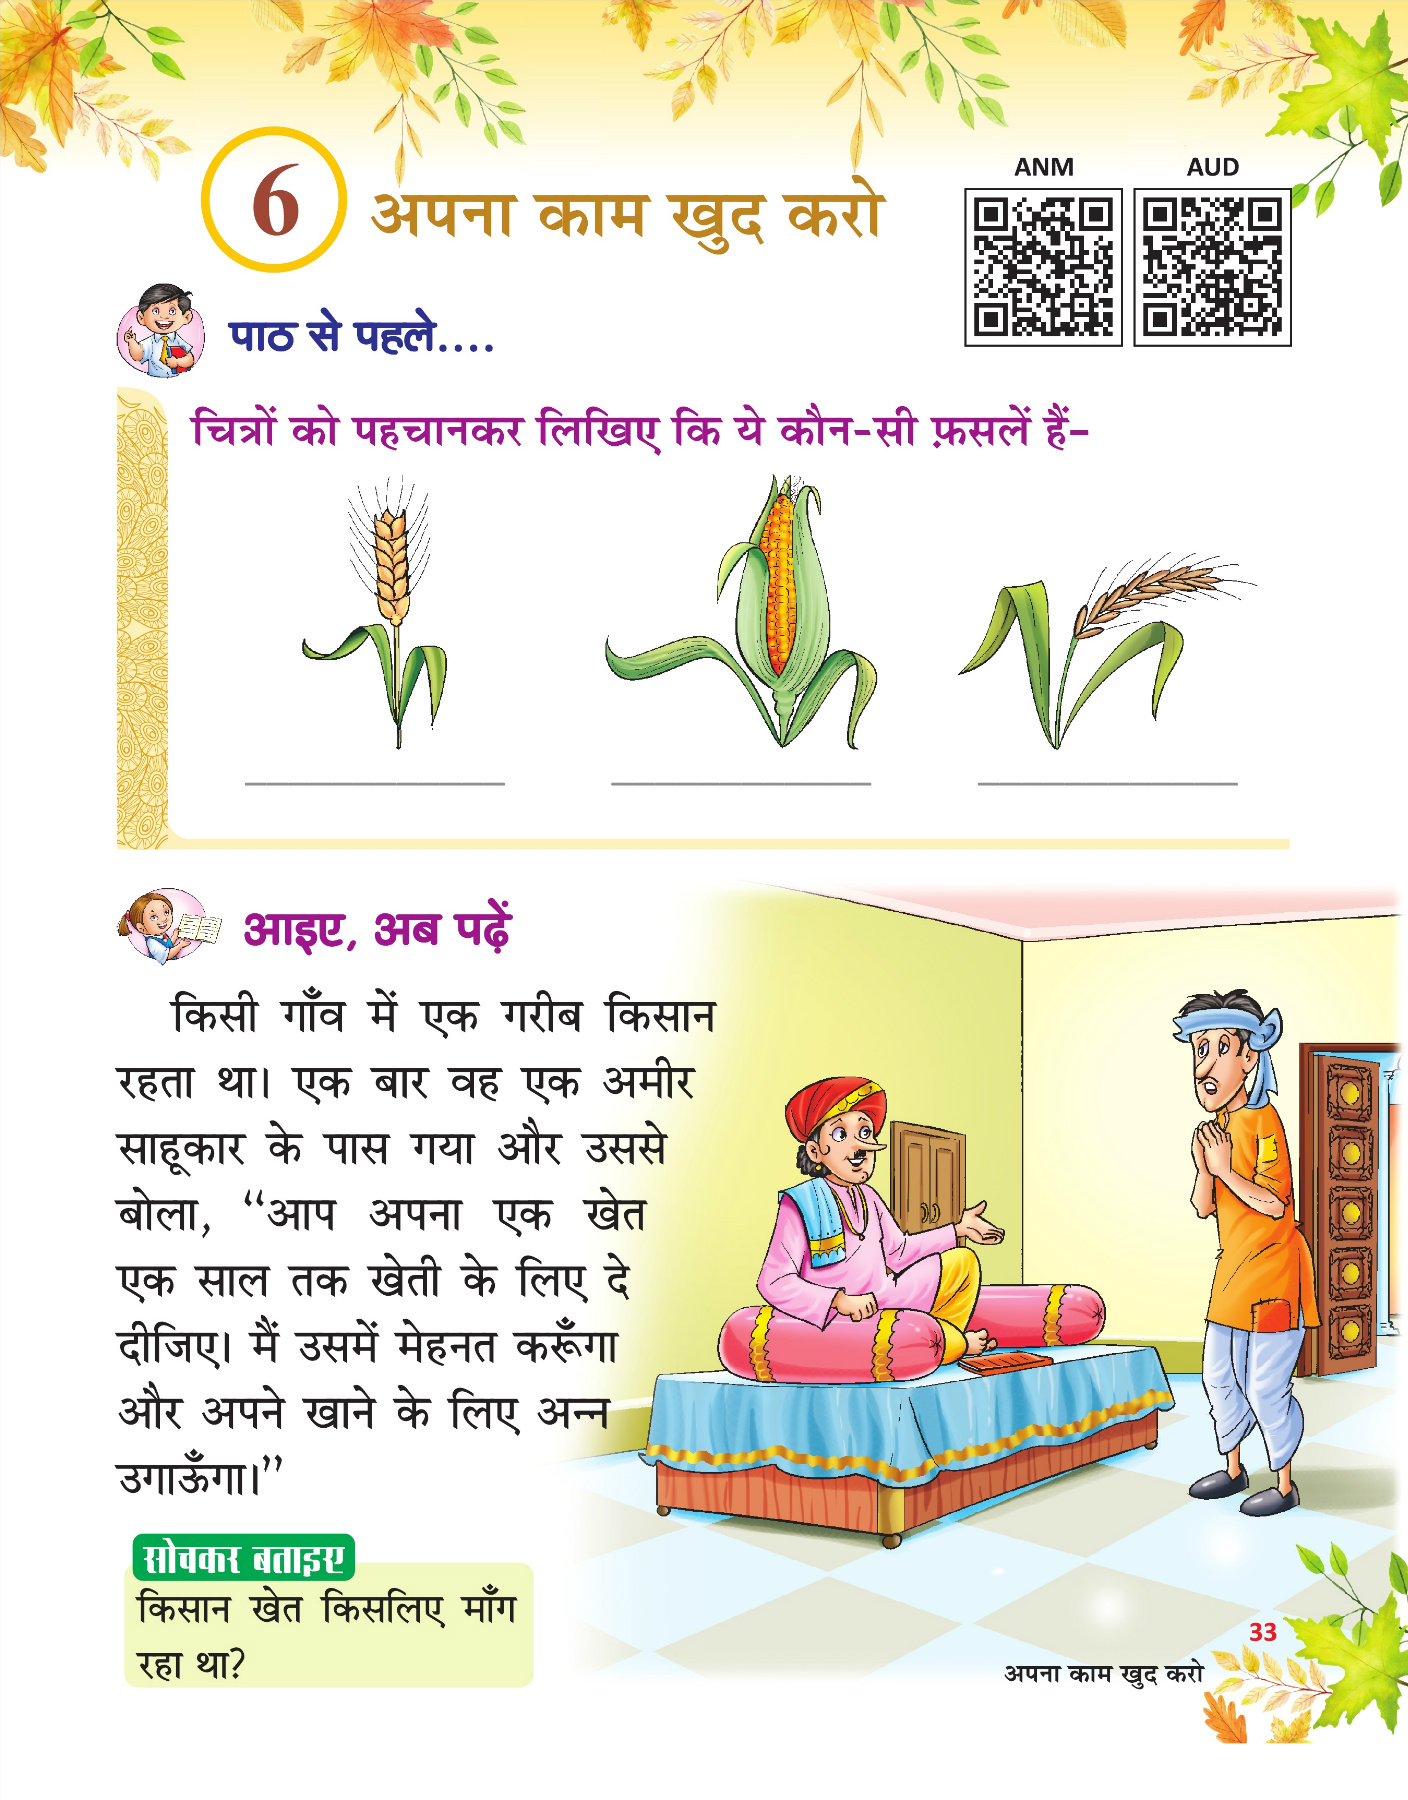 6
अपना काम खुद करो
ANM
AUD
पाठ से पहले....
चित्रों को पहचानकर लिखिए कि ये कौन-सी फ़सलें हैं–
आइए, अब पढ़ें
किसी गाँव में एक गरीब किसान
रहता था। एक बार वह एक अमीर
साहूकार के पास गया और उससे
बोला, “आप अपना एक खेत
एक साल तक खेती के लिए दे
दीजिए। मैं उसमें मेहनत करूँगा
और अपने खाने के लिए अन्न
उगाऊँगा।”
सोचकर बताइए
किसान खेत किसलिए माँग
रहा था?
33
अपना काम खुद करो